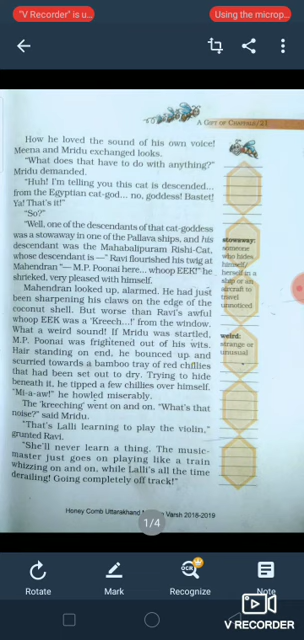 "V Recorder" is u...
Using the microp...
A GIFT OF CHAPPALS/21
How he loved the sound of his own voice!
Meena and Mridu exchanged looks.
"What does that have to do with anything?"
Mridu demanded.
"Huh! I'm telling you this cat is descended...
from the Egyptian cat-god... no, goddess! Bastet!
Ya! That's it!"
"So?"
"Well, one of the descendants of that cat-goddess
was a stowaway in one of the Pallava ships, and his
descendant was the Mahabalipuram Rishi-Cat,
whose descendant is —" Ravi flourished his twig at
Mahendran "— M.P. Poonai here... whoop EEK!" he
shrieked, very pleased with himself.
Mahendran looked up, alarmed. He had just
been sharpening his claws on the edge of the
coconut shell. But worse than Ravi's awful
whoop EEK was a 'Kreech...!' from the window.
What a weird sound! If Mridu was startled,
M.P. Poonai was frightened out of his wits.
Hair standing on end, he bounced up and
scurried towards a bamboo tray of red chillies
that had been set out to dry. Trying to hide
beneath it, he tipped a few chillies over himself.
"Mi-a-aw!" he howled miserably.
The 'kreeching' went on and on. "What's that
noise?" said Mridu.
"That's Lalli learning to play the violin,"
grunted Ravi.
"She'll never learn a thing. The music-
master just goes on playing like a train
whizzing on and on, while Lalli's all the time
derailing! Going completely off track!"
stowaway:
someone
who hides
himself/
herself in a
ship or an
aircraft to
travel
unnoticed
weird:
strange or
unusual
Honey Comb Uttarakhand
Varsh 2018-2019
1/4
Rotate
Mark
OCR
Recognize
Note
V RECORDER